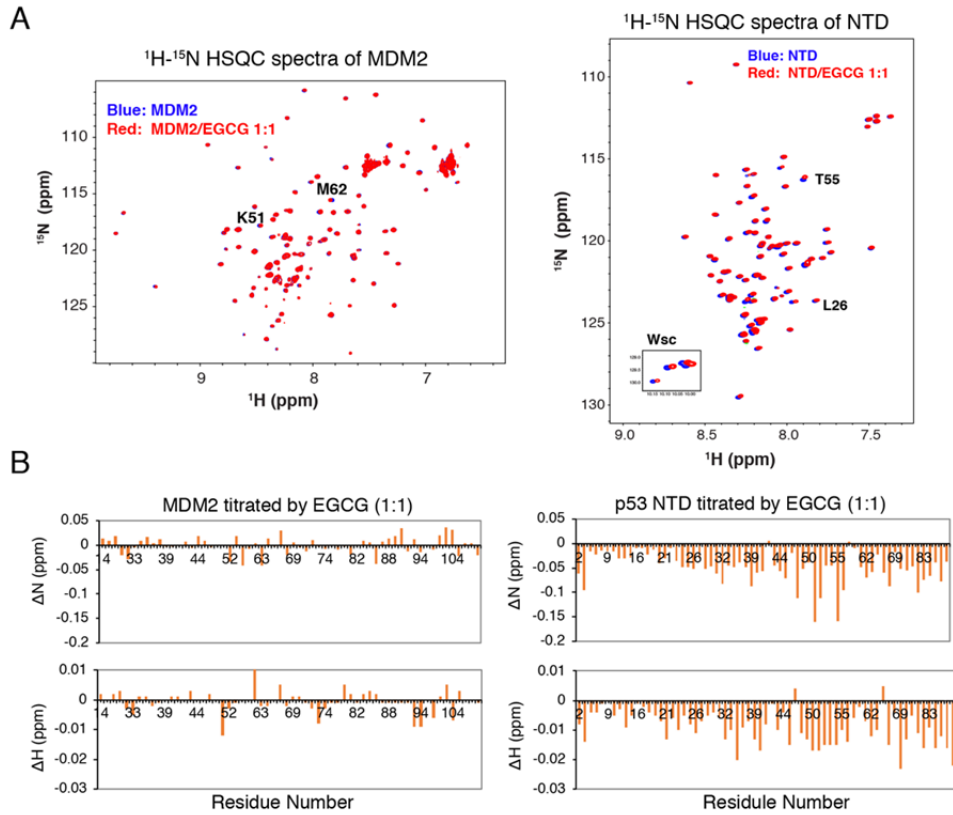 A
¹H-¹⁵N HSQC spectra of MDM2
Blue: MDM2
Red: MDM2/EGCG 1:1
M62
K51
110
115
120
125
¹⁵N (ppm)
9 8 7
¹H (ppm)
¹H-¹⁵N HSQC spectra of NTD
Blue: NTD
Red: NTD/EGCG 1:1
T55
L26
Wsc
110
115
120
125
130
¹⁵N (ppm)
9.0 8.5 8.0 7.5
¹H (ppm)
B
MDM2 titrated by EGCG (1:1)
0.05
0
-0.05
-0.1
-0.15
-0.2
ΔN (ppm)
4 33 44 52 63 69 74 82 88 94 104
0.01
0
-0.01
-0.02
-0.03
ΔH (ppm)
4 33 44 52 63 69 74 82 88 94 104
Residue Number
p53 NTD titrated by EGCG (1:1)
0.05
0
-0.05
-0.1
-0.15
-0.2
ΔN (ppm)
2 9 16 21 26 32 39 44 50 55 62 69 83
0.01
0
-0.01
-0.02
-0.03
ΔH (ppm)
2 9 16 21 26 32 39 44 50 55 62 69 83
Residule Number